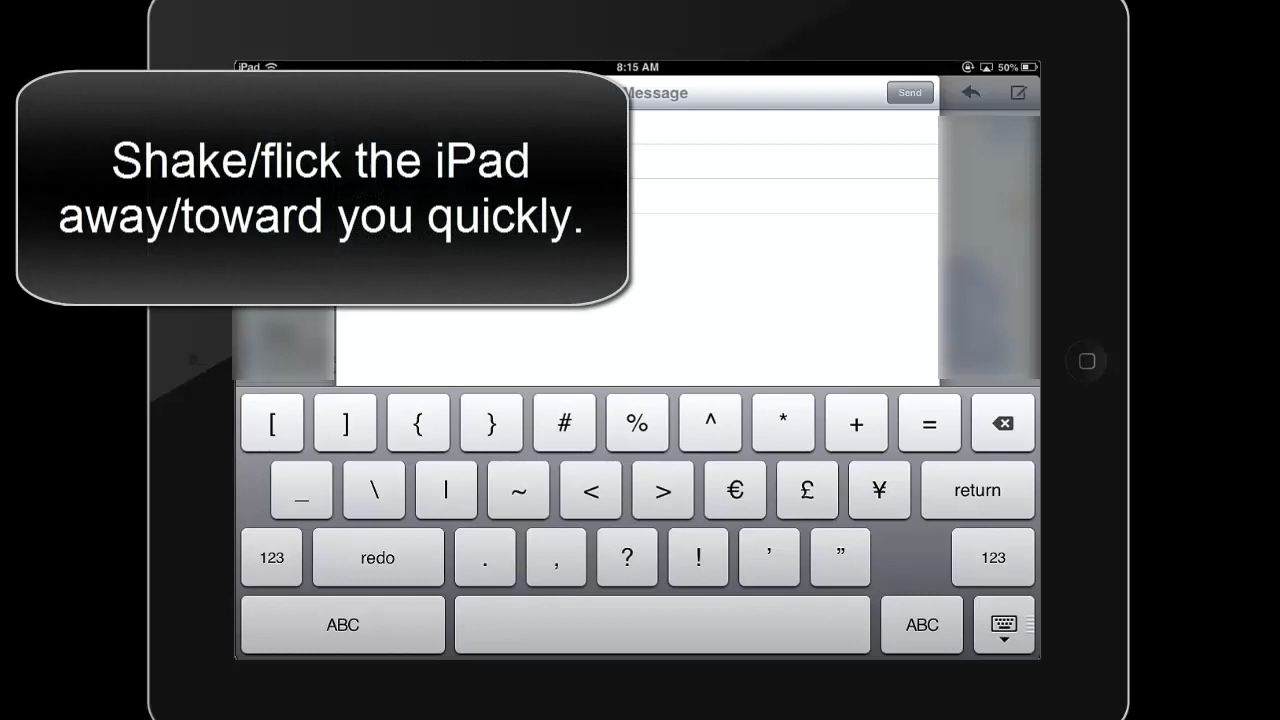 iPad 8:15 AM 50%
Message Send
Shake/flick the iPad
away/toward you quickly.
[ ] { } # % ^ * + =
_ \ | ~ < > € £ ¥ return
123 redo . , ? ! ' " 123
ABC ABC